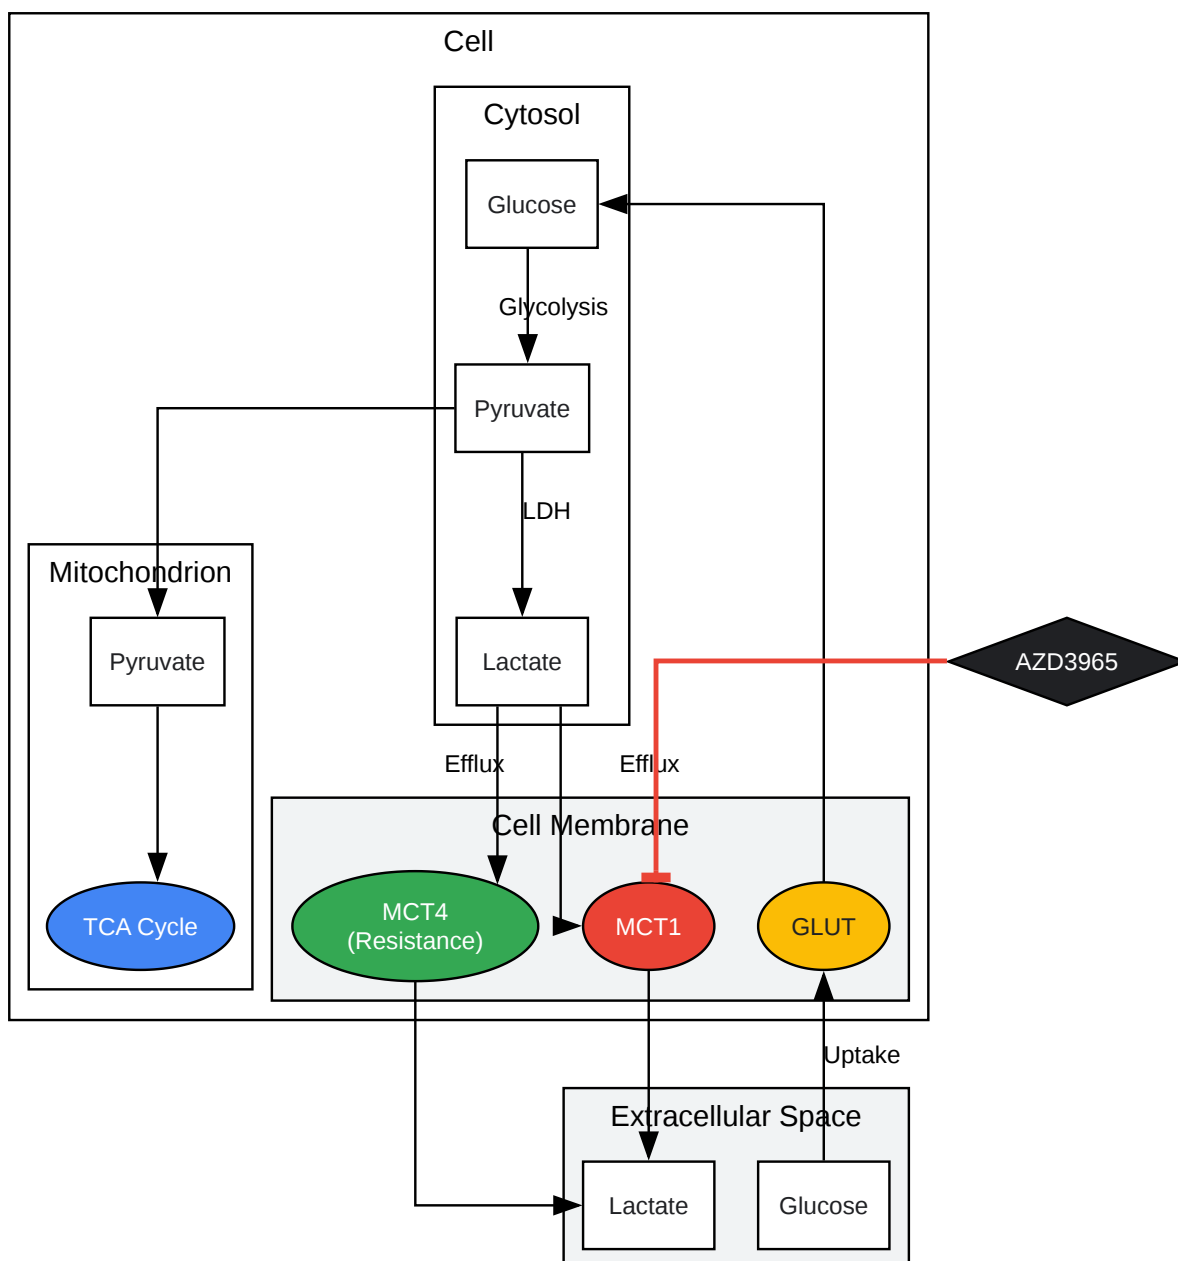 Cell
Cytosol
Glucose
Glycolysis
Pyruvate
LDH
Mitochondrion
Pyruvate
Lactate
AZD3965
Efflux
Efflux
Cell Membrane
TCA Cycle
MCT4
(Resistance)
MCT1
GLUT
Uptake
Extracellular Space
Lactate
Glucose